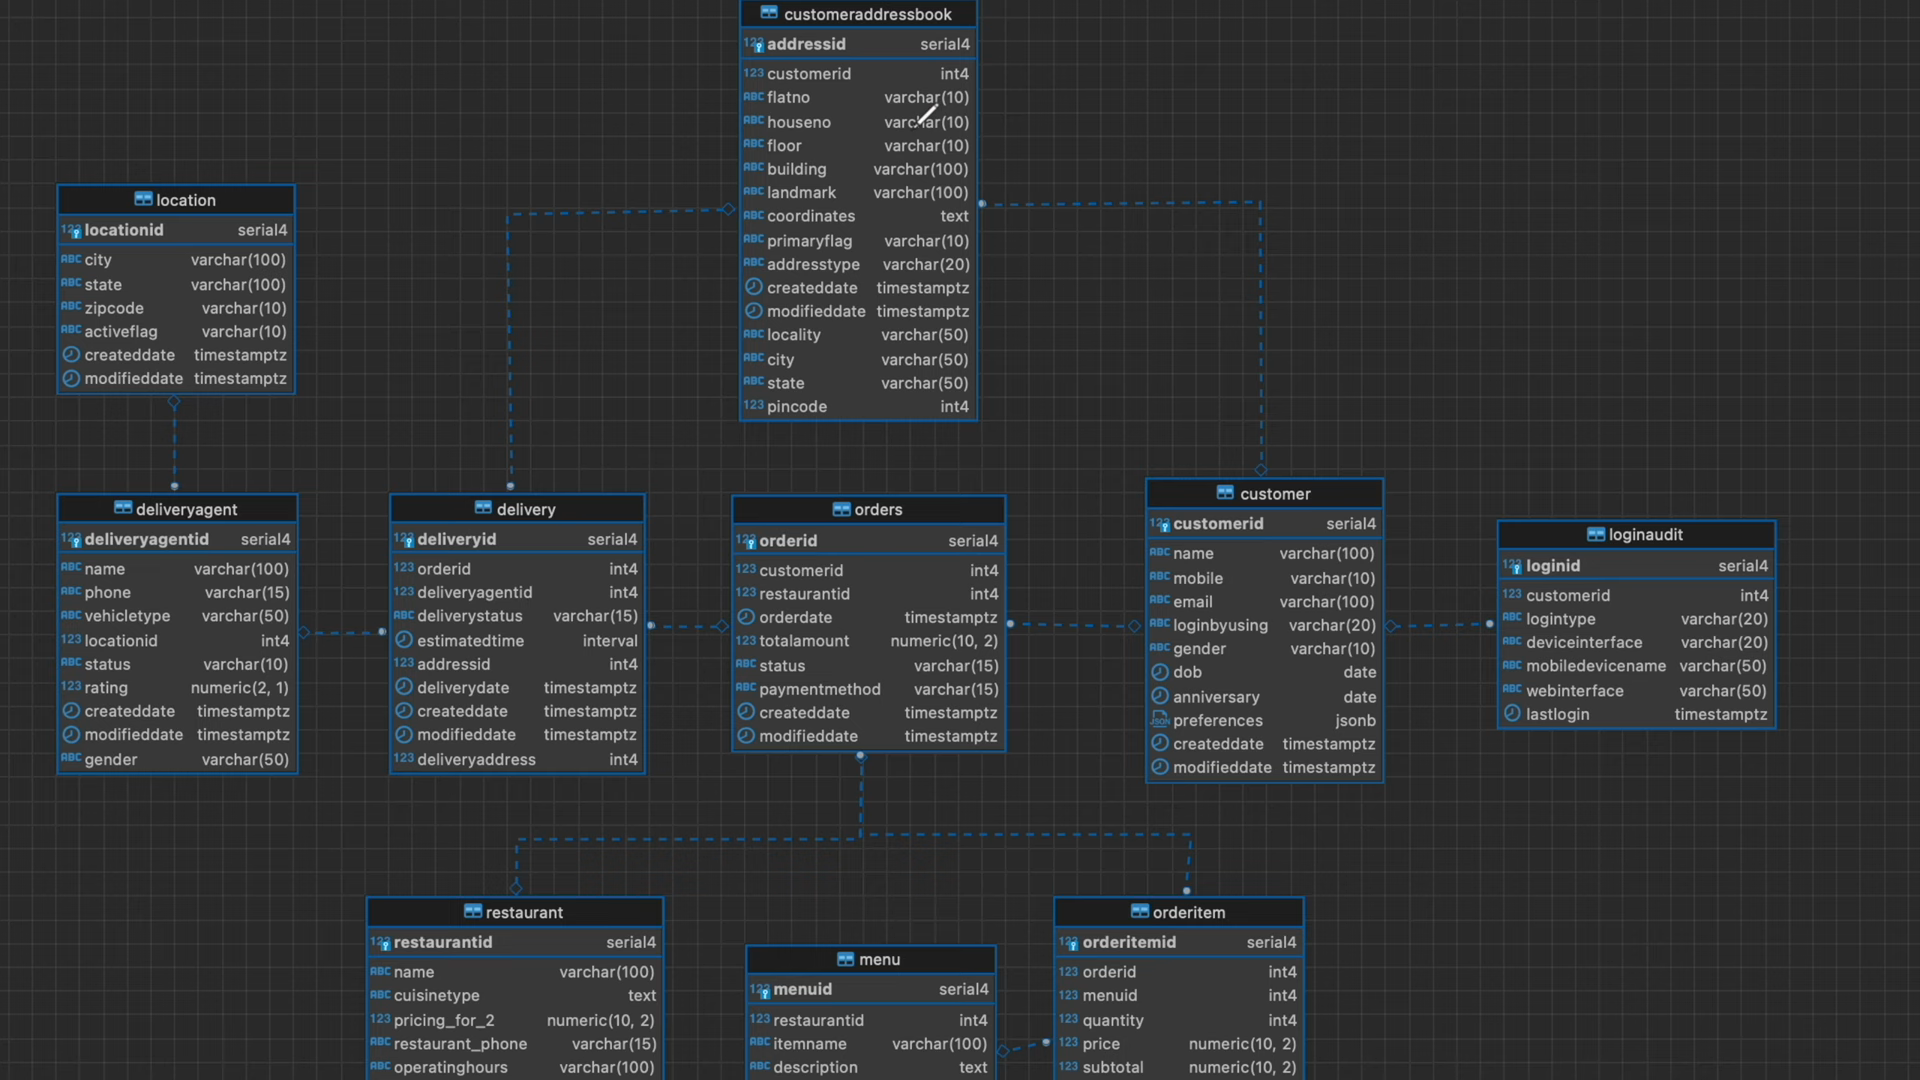 customeraddressbook
addressid serial4
customerid int4
flatno varchar(10)
houseno varchar(10)
floor varchar(10)
building varchar(100)
landmark varchar(100)
coordinates text
primaryflag varchar(10)
addresstype varchar(20)
createddate timestamptz
modifieddate timestamptz
locality varchar(50)
city varchar(50)
state varchar(50)
pincode int4
location
locationid serial4
city varchar(100)
state varchar(100)
zipcode varchar(10)
activeflag varchar(10)
createddate timestamptz
modifieddate timestamptz
deliveryagent
deliveryagentid serial4
name varchar(100)
phone varchar(15)
vehicletype varchar(50)
locationid int4
status varchar(10)
rating numeric(2, 1)
createddate timestamptz
modifieddate timestamptz
gender varchar(50)
delivery
deliveryid serial4
orderid int4
deliveryagentid int4
deliverystatus varchar(15)
estimatedtime interval
addressid int4
deliverydate timestamptz
createddate timestamptz
modifieddate timestamptz
deliveryaddress int4
orders
orderid serial4
customerid int4
restaurantid int4
orderdate timestamptz
totalamount numeric(10, 2)
status varchar(15)
paymentmethod varchar(15)
createddate timestamptz
modifieddate timestamptz
customer
customerid serial4
name varchar(100)
mobile varchar(10)
email varchar(100)
loginbyusing varchar(20)
gender varchar(10)
dob date
anniversary date
preferences jsonb
createddate timestamptz
modifieddate timestamptz
loginaudit
loginid serial4
customerid int4
logintype varchar(20)
deviceinterface varchar(20)
mobiledevicename varchar(50)
webinterface varchar(50)
lastlogin timestamptz
restaurant
restaurantid serial4
name varchar(100)
cuisinetype text
pricing_for_2 numeric(10, 2)
restaurant_phone varchar(15)
operatinghours varchar(100)
menu
menuid serial4
restaurantid int4
itemname varchar(100)
description text
orderitem
orderitemid serial4
orderid int4
menuid int4
quantity int4
price numeric(10, 2)
subtotal numeric(10, 2)